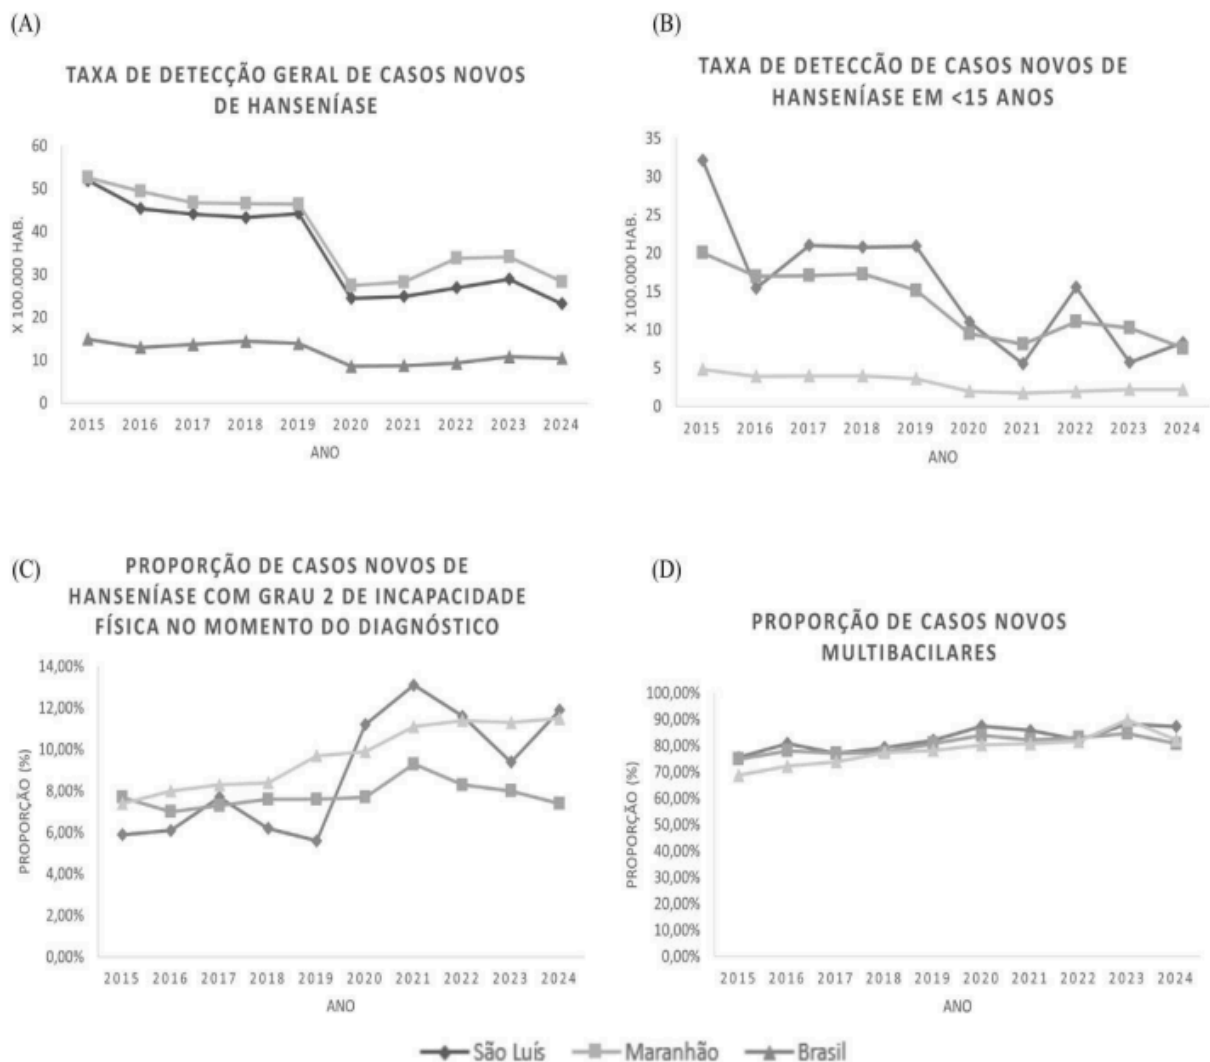 (A)
TAXA DE DETECÇÃO GERAL DE CASOS NOVOS
DE HANSENÍASE
60
50
40
30
20
10
0
X 100.000 HAB.
2015 2016 2017 2018 2019 2020 2021 2022 2023 2024
ANO
(B)
TAXA DE DETECCÃO DE CASOS NOVOS DE
HANSENÍASE EM <15 ANOS
35
30
25
20
15
10
5
0
X 100.000 HAB.
2015 2016 2017 2018 2019 2020 2021 2022 2023 2024
ANO
(C)
PROPORÇÃO DE CASOS NOVOS DE
HANSENÍASE COM GRAU 2 DE INCAPACIDADE
FÍSICA NO MOMENTO DO DIAGNÓSTICO
14,00%
12,00%
10,00%
8,00%
6,00%
4,00%
2,00%
0,00%
PROPORÇÃO (%)
2015 2016 2017 2018 2019 2020 2021 2022 2023 2024
ANO
(D)
PROPORÇÃO DE CASOS NOVOS
MULTIBACILARES
100,00%
90,00%
80,00%
70,00%
60,00%
50,00%
40,00%
30,00%
20,00%
10,00%
0,00%
PROPORÇÃO (%)
2015 2016 2017 2018 2019 2020 2021 2022 2023 2024
ANO
São Luís Maranhão Brasil